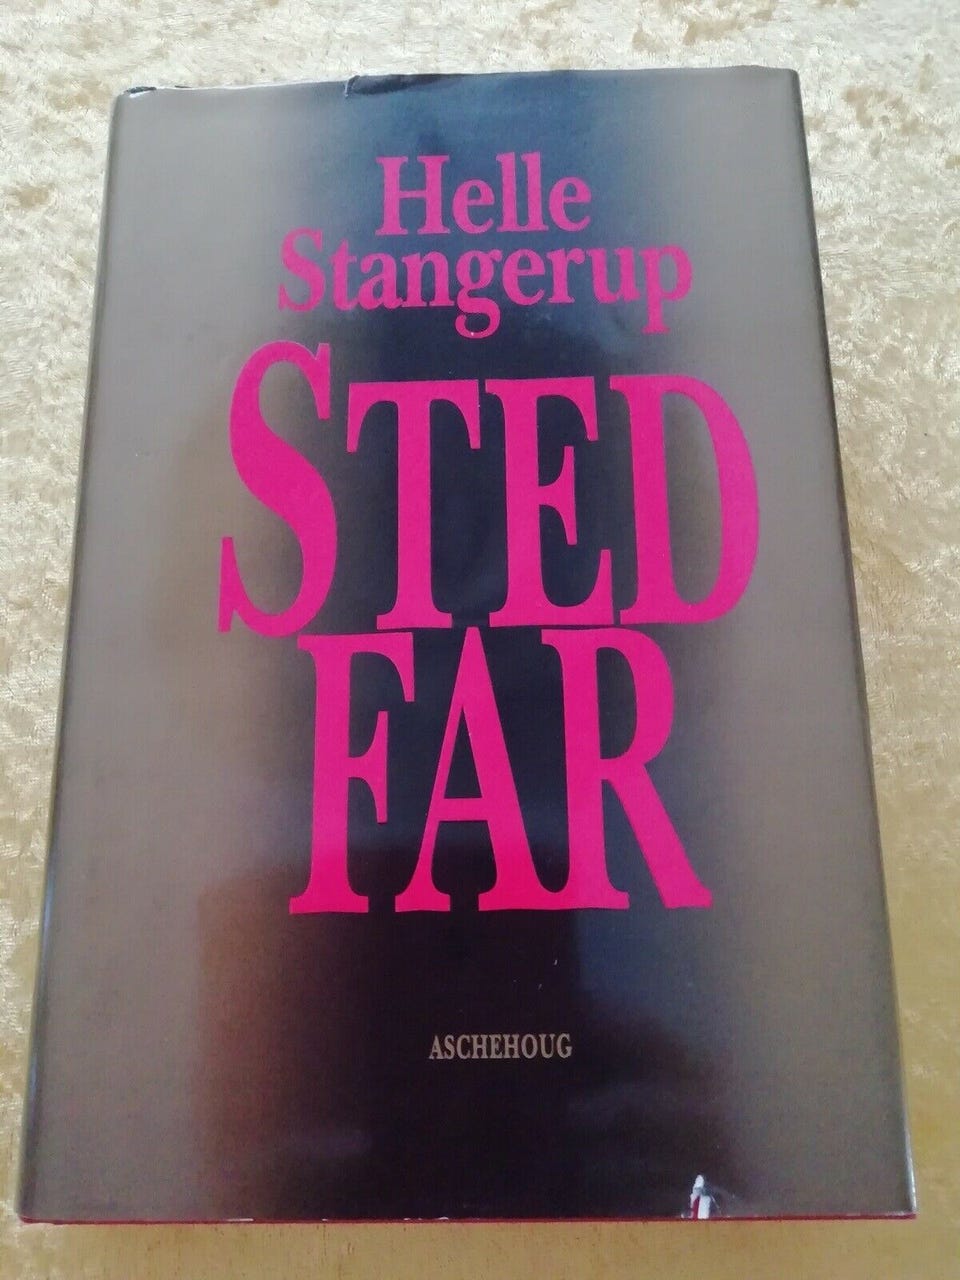 Helle
Stangerup
STED
FAR
ASCHEHOUG